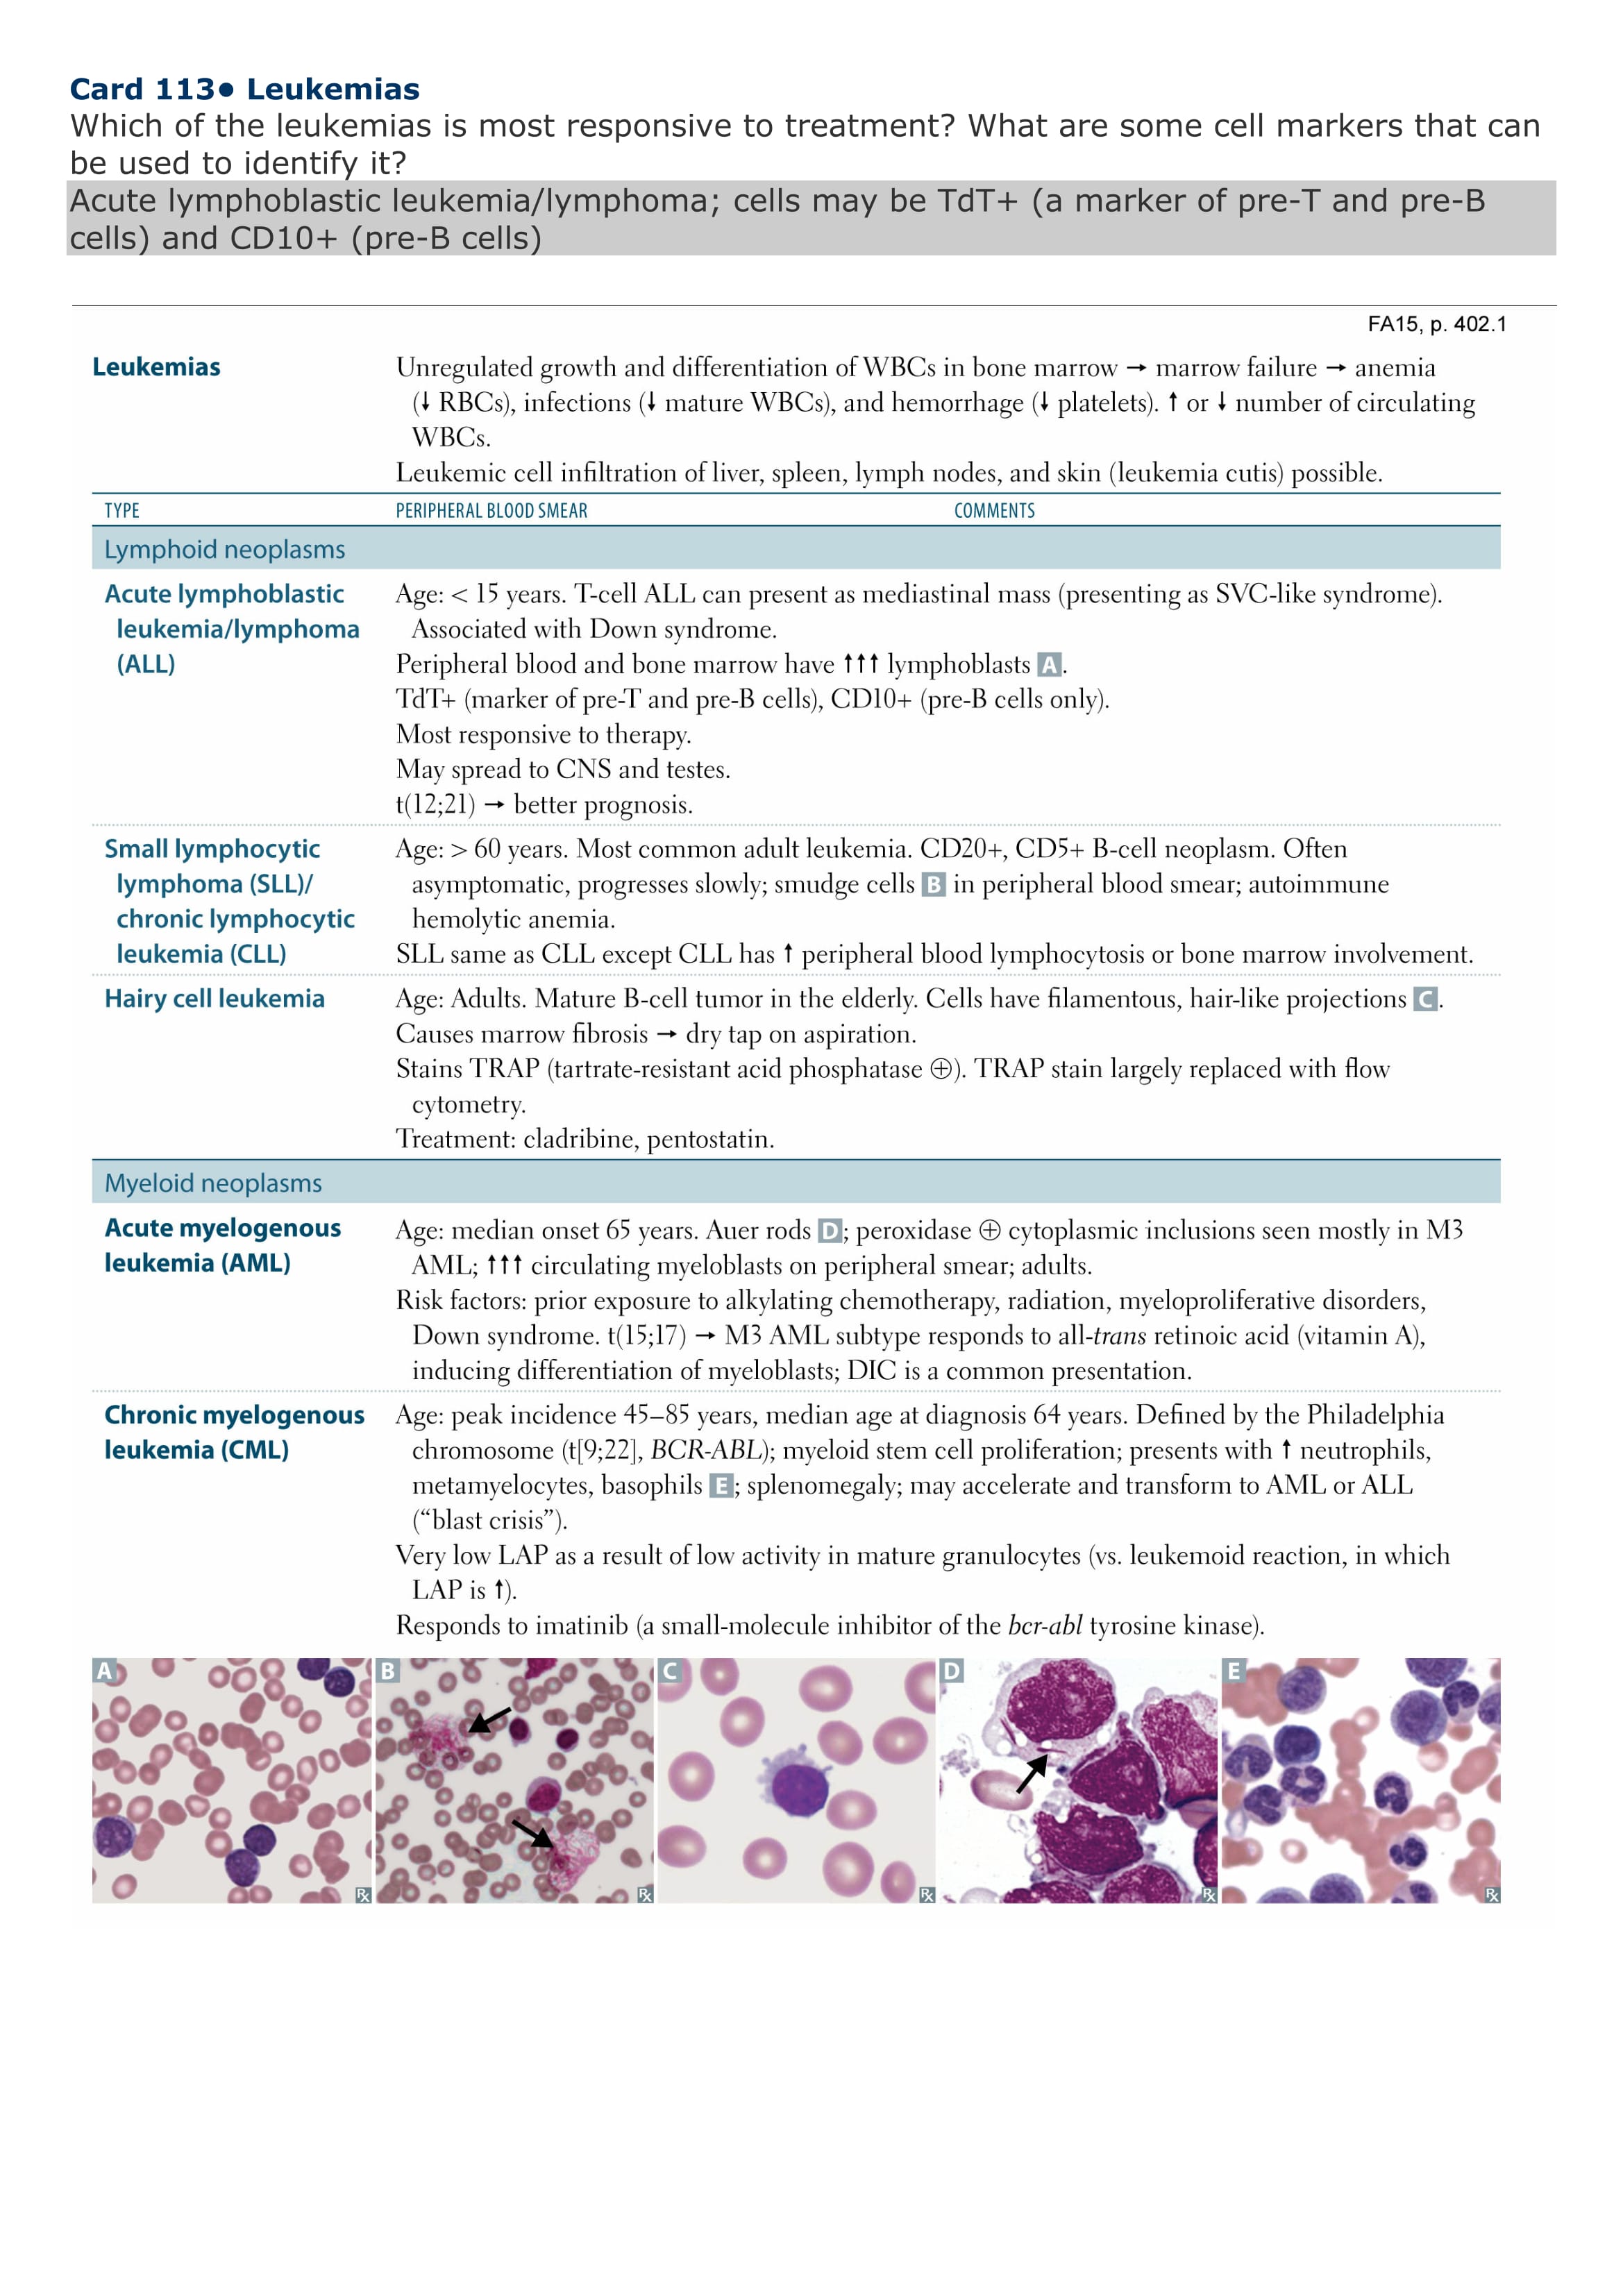 Card 113• Leukemias
Which of the leukemias is most responsive to treatment? What are some cell markers that can
be used to identify it?
Acute lymphoblastic leukemia/lymphoma; cells may be TdT+ (a marker of pre-T and pre-B
cells) and CD10+ (pre-B cells)
FA15, p. 402.1
Leukemias
Unregulated growth and differentiation of WBCs in bone marrow → marrow failure → anemia
(↓ RBCs), infections (↓ mature WBCs), and hemorrhage (↓ platelets). ↑ or ↓ number of circulating
WBCs.
Leukemic cell infiltration of liver, spleen, lymph nodes, and skin (leukemia cutis) possible.
TYPE PERIPHERAL BLOOD SMEAR COMMENTS
Lymphoid neoplasms
Acute lymphoblastic
leukemia/lymphoma
(ALL)
Age: < 15 years. T-cell ALL can present as mediastinal mass (presenting as SVC-like syndrome).
Associated with Down syndrome.
Peripheral blood and bone marrow have ↑↑↑ lymphoblasts A.
TdT+ (marker of pre-T and pre-B cells), CD10+ (pre-B cells only).
Most responsive to therapy.
May spread to CNS and testes.
t(12;21) → better prognosis.
Small lymphocytic
lymphoma (SLL)/
chronic lymphocytic
leukemia (CLL)
Age: > 60 years. Most common adult leukemia. CD20+, CD5+ B-cell neoplasm. Often
asymptomatic, progresses slowly; smudge cells B in peripheral blood smear; autoimmune
hemolytic anemia.
SLL same as CLL except CLL has ↑ peripheral blood lymphocytosis or bone marrow involvement.
Hairy cell leukemia
Age: Adults. Mature B-cell tumor in the elderly. Cells have filamentous, hair-like projections C.
Causes marrow fibrosis → dry tap on aspiration.
Stains TRAP (tartrate-resistant acid phosphatase ⊕). TRAP stain largely replaced with flow
cytometry.
Treatment: cladribine, pentostatin.
Myeloid neoplasms
Acute myelogenous
leukemia (AML)
Age: median onset 65 years. Auer rods D; peroxidase ⊕ cytoplasmic inclusions seen mostly in M3
AML; ↑↑↑ circulating myeloblasts on peripheral smear; adults.
Risk factors: prior exposure to alkylating chemotherapy, radiation, myeloproliferative disorders,
Down syndrome. t(15;17) → M3 AML subtype responds to all-trans retinoic acid (vitamin A),
inducing differentiation of myeloblasts; DIC is a common presentation.
Chronic myelogenous
leukemia (CML)
Age: peak incidence 45–85 years, median age at diagnosis 64 years. Defined by the Philadelphia
chromosome (t[9;22], BCR-ABL); myeloid stem cell proliferation; presents with ↑ neutrophils,
metamyelocytes, basophils E; splenomegaly; may accelerate and transform to AML or ALL
(“blast crisis”).
Very low LAP as a result of low activity in mature granulocytes (vs. leukemoid reaction, in which
LAP is ↑).
Responds to imatinib (a small-molecule inhibitor of the bcr-abl tyrosine kinase).
A B C D E
℞ ℞ ℞ ℞ ℞